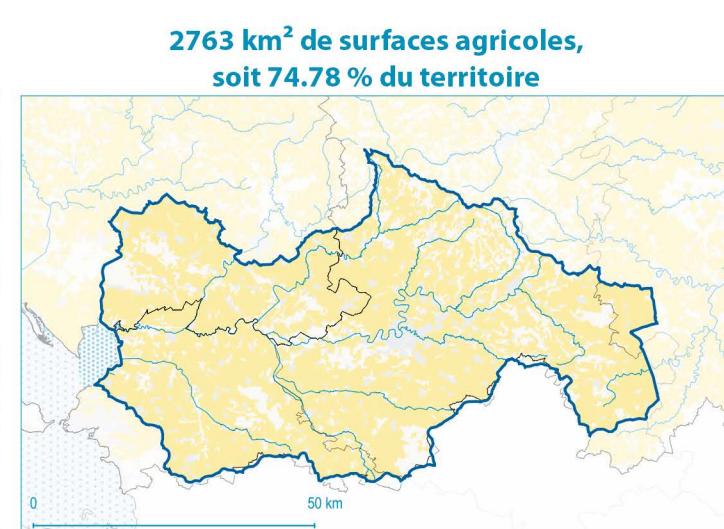 2763 km² de surfaces agricoles,
soit 74.78 % du territoire
0
50 km